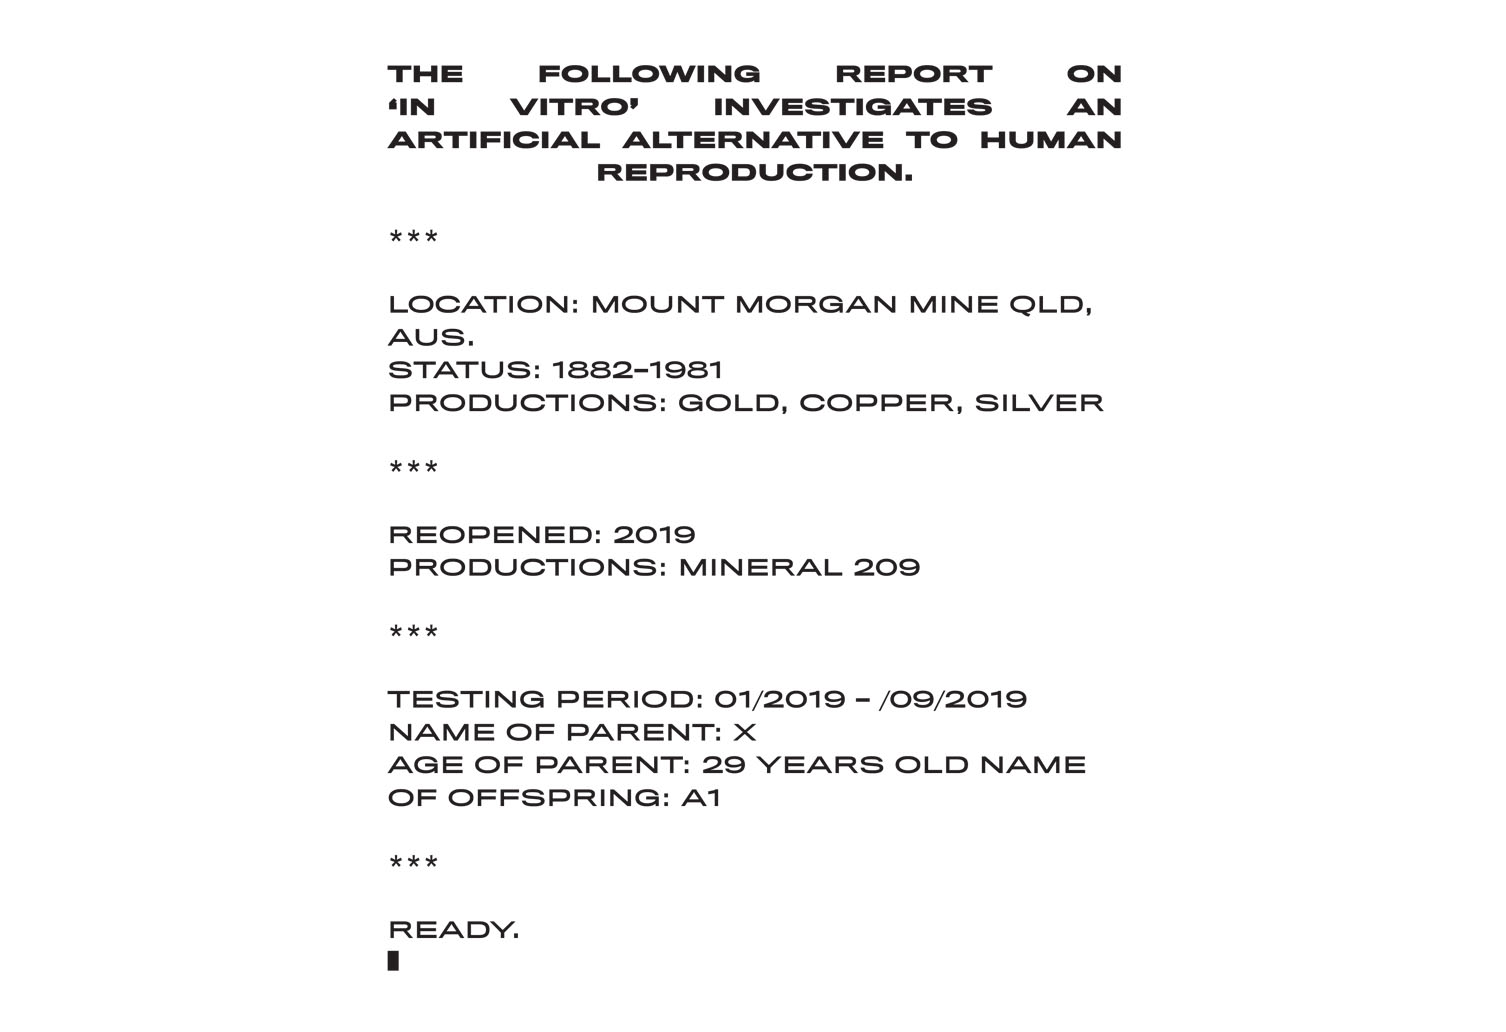 THE FOLLOWING REPORT ON
‘IN VITRO’ INVESTIGATES AN
ARTIFICIAL ALTERNATIVE TO HUMAN
REPRODUCTION.
***
LOCATION: MOUNT MORGAN MINE QLD,
AUS.
STATUS: 1882–1981
PRODUCTIONS: GOLD, COPPER, SILVER
***
REOPENED: 2019
PRODUCTIONS: MINERAL 209
***
TESTING PERIOD: 01/2019 – /09/2019
NAME OF PARENT: X
AGE OF PARENT: 29 YEARS OLD NAME
OF OFFSPRING: A1
***
READY.